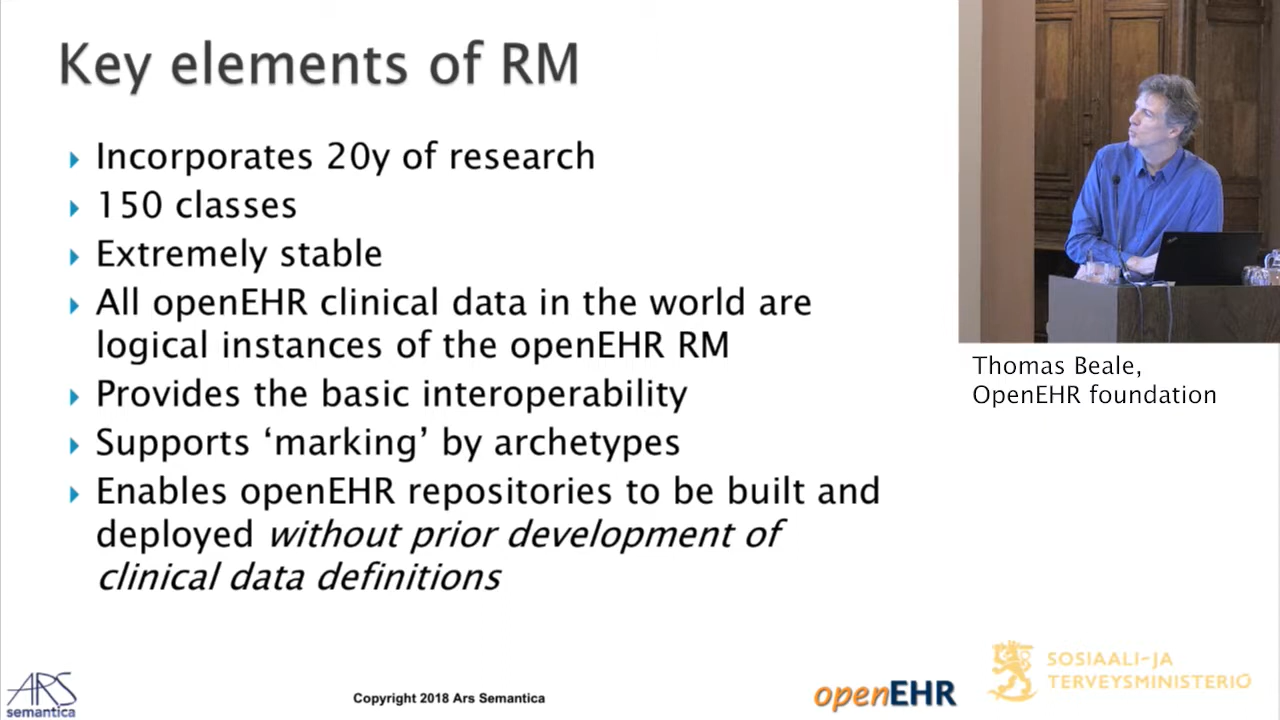 Key elements of RM
Incorporates 20y of research
150 classes
Extremely stable
All openEHR clinical data in the world are
logical instances of the openEHR RM
Provides the basic interoperability
Supports ‘marking’ by archetypes
Enables openEHR repositories to be built and
deployed without prior development of
clinical data definitions
Thomas Beale,
OpenEHR foundation
ARS
semantica
Copyright 2018 Ars Semantica
openEHR
SOSIAALI-JA
TERVEYSMINISTERIÖ